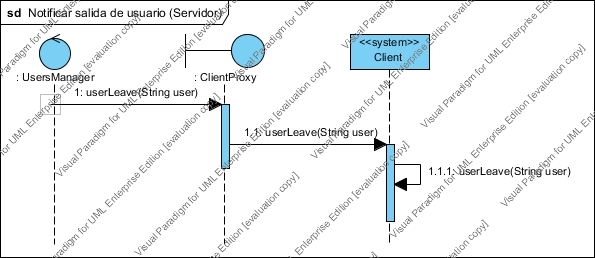 sd Notificar salida de usuario (Servidor)
<<system>>
Client
: UsersManager
: ClientProxy
1: userLeave(String user)
1.1: userLeave(String user)
1.1.1: userLeave(String user)
Visual Paradigm for UML Enterprise Edition [evaluation copy]